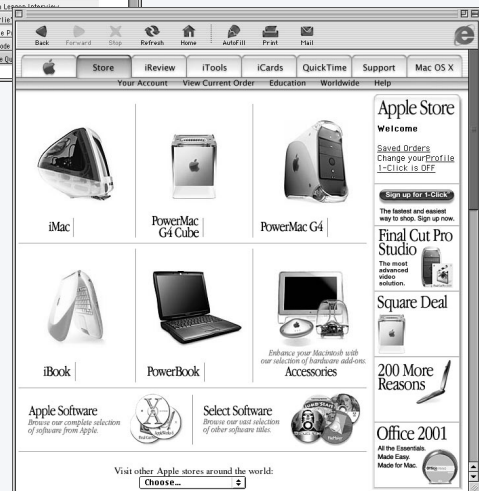 Lennon Interview
Back
Forward
Stop
Refresh
Home
AutoFill
Print
Mail
Store
iReview
iTools
iCards
QuickTime
Support
Mac OS X
Your Account
View Current Order
Education
Worldwide
Help
Apple Store
Welcome
Saved Orders
Change your Profile
1-Click is OFF
Sign up for 1-Click
The fastest and easiest
way to shop. Sign up now.
iMac
PowerMac
G4 Cube
PowerMac G4
Final Cut Pro
Studio
The most
advanced
video
solution.
Square Deal
Enhance your Macintosh with
our selection of hardware add-ons.
iBook
PowerBook
Accessories
200 More
Reasons
Apple Software
Browse our complete selection
of software from Apple.
Select Software
Browse our vast selection
of other software titles.
Office 2001
All the Essentials.
Made Easy.
Made for Mac.
Visit other Apple stores around the world:
Choose...